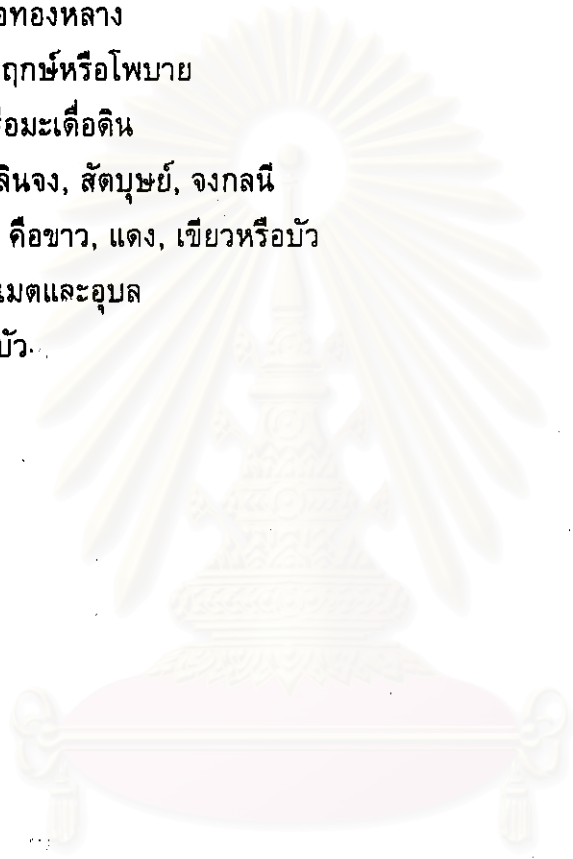 อทองหลาง
ฤกษ์หรือโพบาย
รือมะเดื่อดิน
ลินจง, สัตบุษย์, จงกลนี
คือขาว, แดง, เขียวหรือบัว
เมตและอุบล
บัว.